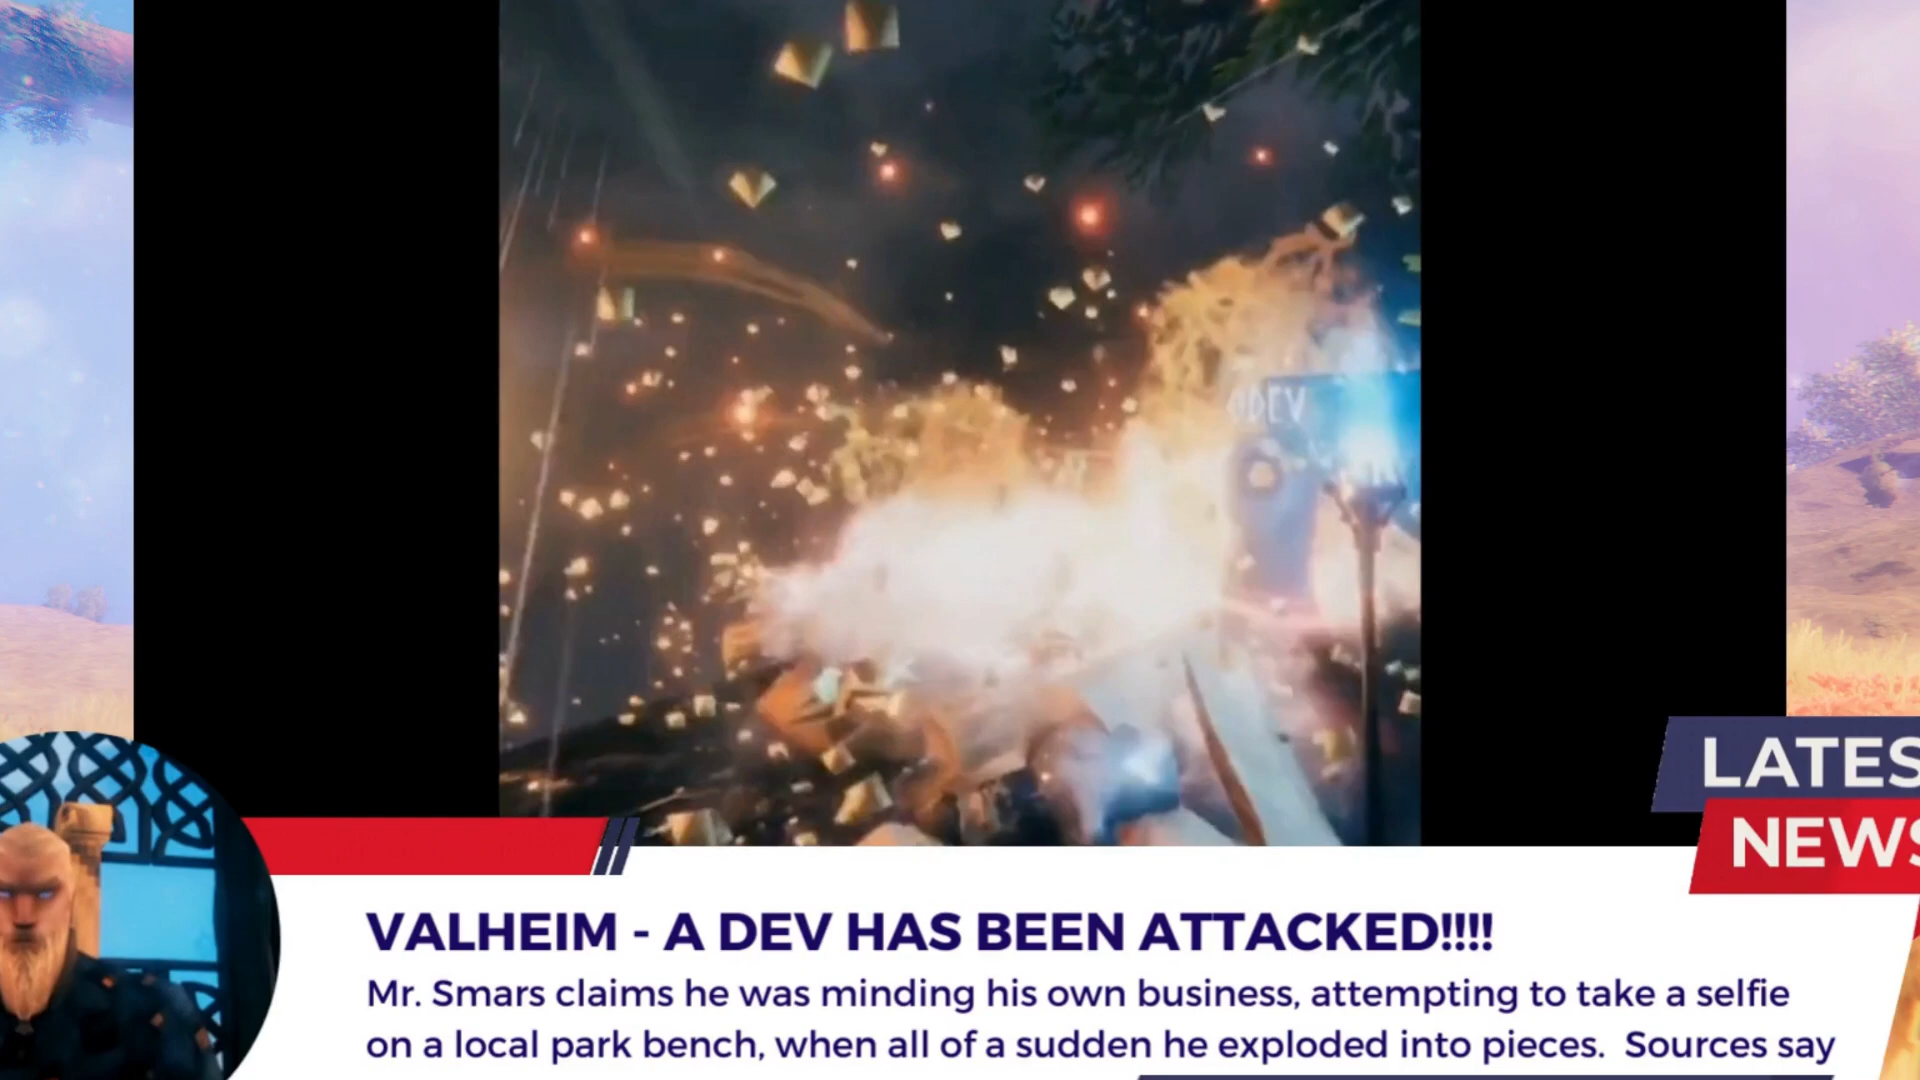 DEV
LATES
NEWS
VALHEIM - A DEV HAS BEEN ATTACKED!!!!
Mr. Smars claims he was minding his own business, attempting to take a selfie
on a local park bench, when all of a sudden he exploded into pieces. Sources say